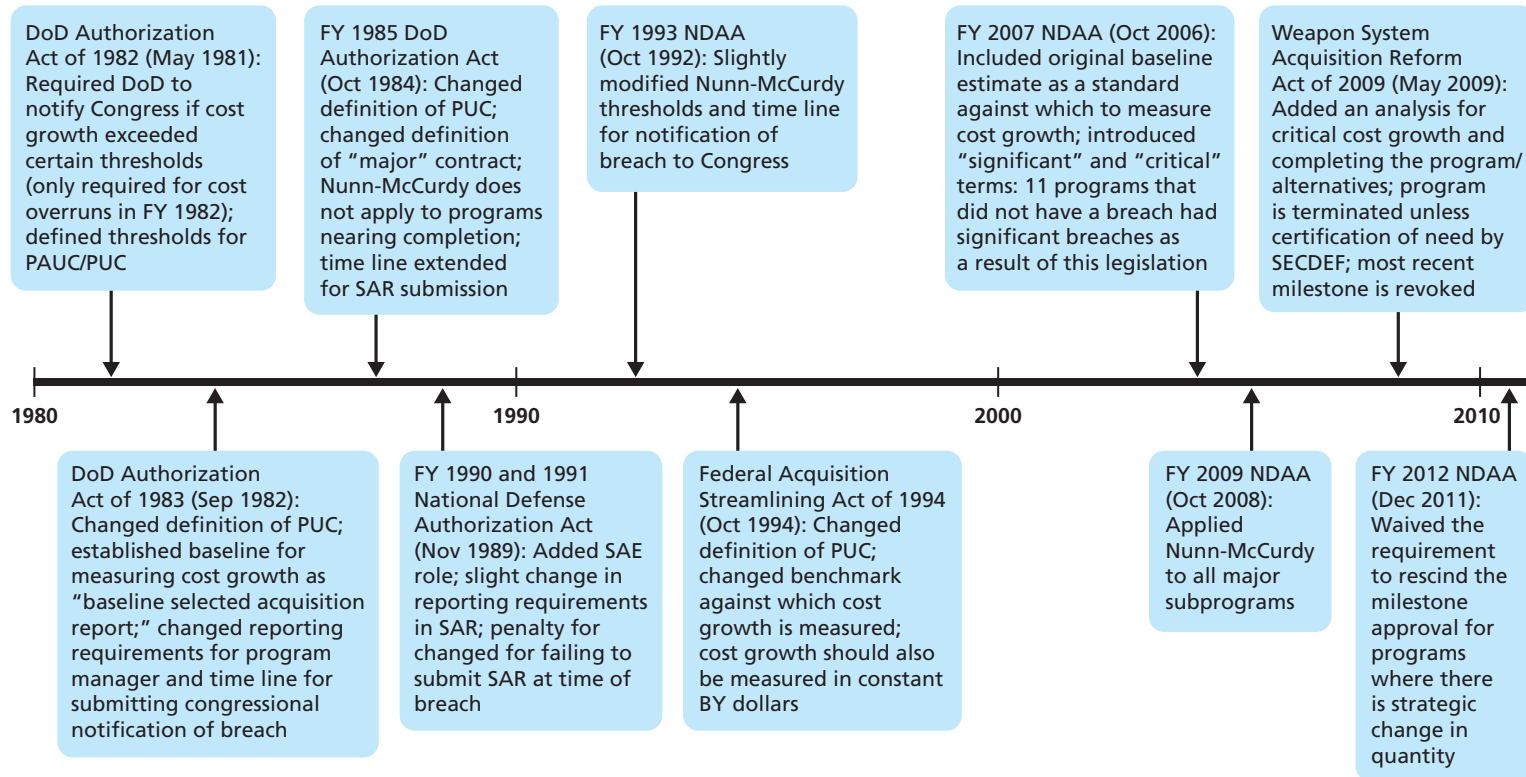 DoD Authorization
Act of 1982 (May 1981):
Required DoD to
notify Congress if cost
growth exceeded
certain thresholds
(only required for cost
overruns in FY 1982);
defined thresholds for
PAUC/PUC
FY 1985 DoD
Authorization Act
(Oct 1984): Changed
definition of PUC;
changed definition
of “major” contract;
Nunn-McCurdy does
not apply to programs
nearing completion;
time line extended
for SAR submission
FY 1993 NDAA
(Oct 1992): Slightly
modified Nunn-McCurdy
thresholds and time line
for notification of
breach to Congress
FY 2007 NDAA (Oct 2006):
Included original baseline
estimate as a standard
against which to measure
cost growth; introduced
“significant” and “critical”
terms: 11 programs that
did not have a breach had
significant breaches as
a result of this legislation
Weapon System
Acquisition Reform
Act of 2009 (May 2009):
Added an analysis for
critical cost growth and
completing the program/
alternatives; program
is terminated unless
certification of need by
SECDEF; most recent
milestone is revoked
1980
1990
2000
2010
DoD Authorization
Act of 1983 (Sep 1982):
Changed definition of PUC;
established baseline for
measuring cost growth as
“baseline selected acquisition
report;” changed reporting
requirements for program
manager and time line for
submitting congressional
notification of breach
FY 1990 and 1991
National Defense
Authorization Act
(Nov 1989): Added SAE
role; slight change in
reporting requirements
in SAR; penalty for
changed for failing to
submit SAR at time of
breach
Federal Acquisition
Streamlining Act of 1994
(Oct 1994): Changed
definition of PUC;
changed benchmark
against which cost
growth is measured;
cost growth should also
be measured in constant
BY dollars
FY 2009 NDAA
(Oct 2008):
Applied
Nunn-McCurdy
to all major
subprograms
FY 2012 NDAA
(Dec 2011):
Waived the
requirement
to rescind the
milestone
approval for
programs
where there
is strategic
change in
quantity